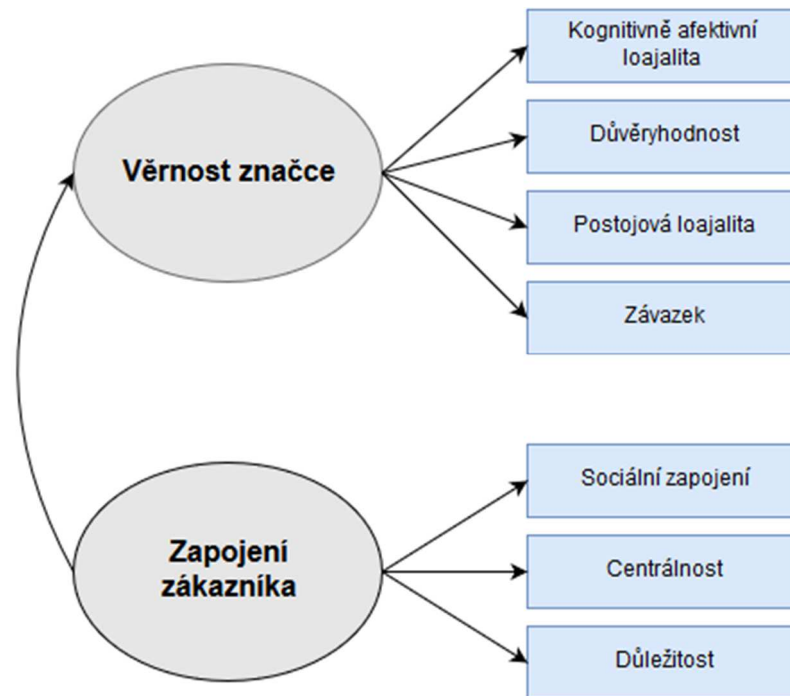 Kognitivně afektivní
loajalita
Důvěryhodnost
Věrnost značce
Postojová loajalita
Závazek
Sociální zapojení
Zapojení
zákazníka
Centrálnost
Důležitost